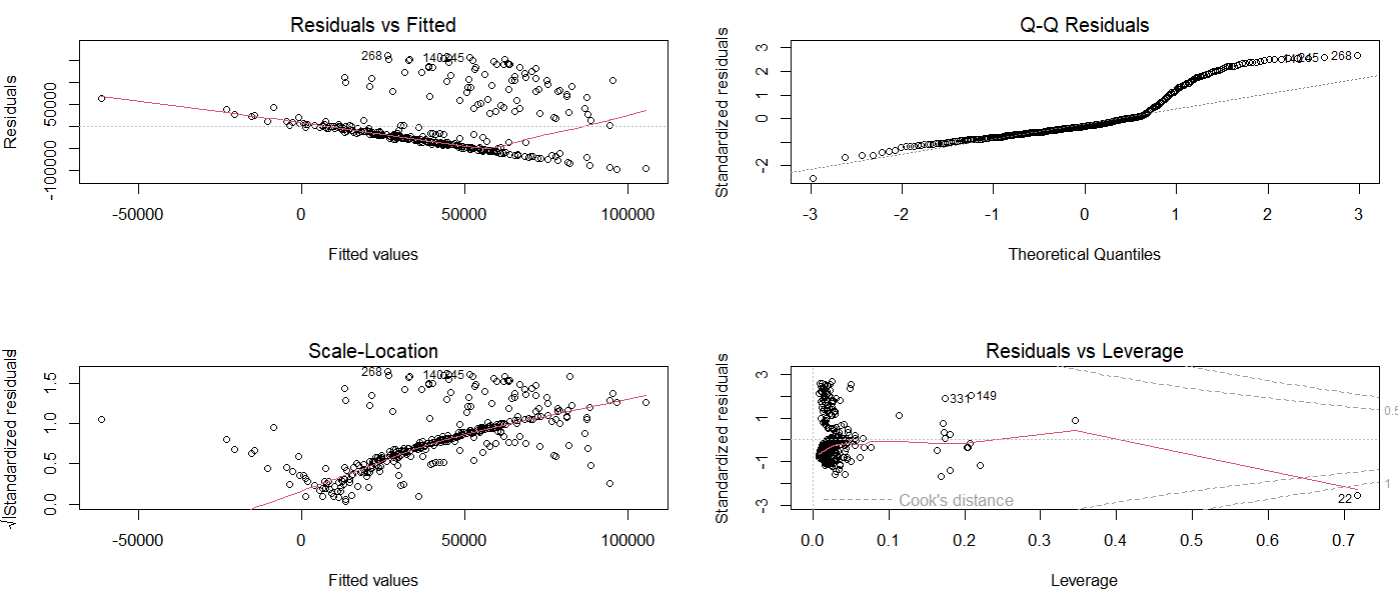 Residuals vs Fitted
Residuals
50000
-100000
268
140
245
-50000 0 50000 100000
Fitted values
Q-Q Residuals
Standardized residuals
3
2
1
0
-2
140
245
268
-3 -2 -1 0 1 2 3
Theoretical Quantiles
Scale-Location
√|Standardized residuals
1.5
1.0
0.5
0.0
268
140
245
-50000 0 50000 100000
Fitted values
Residuals vs Leverage
Standardized residuals
3
1
-1
-3
331
149
22
Cook's distance
0.5
1
0.0 0.1 0.2 0.3 0.4 0.5 0.6 0.7
Leverage